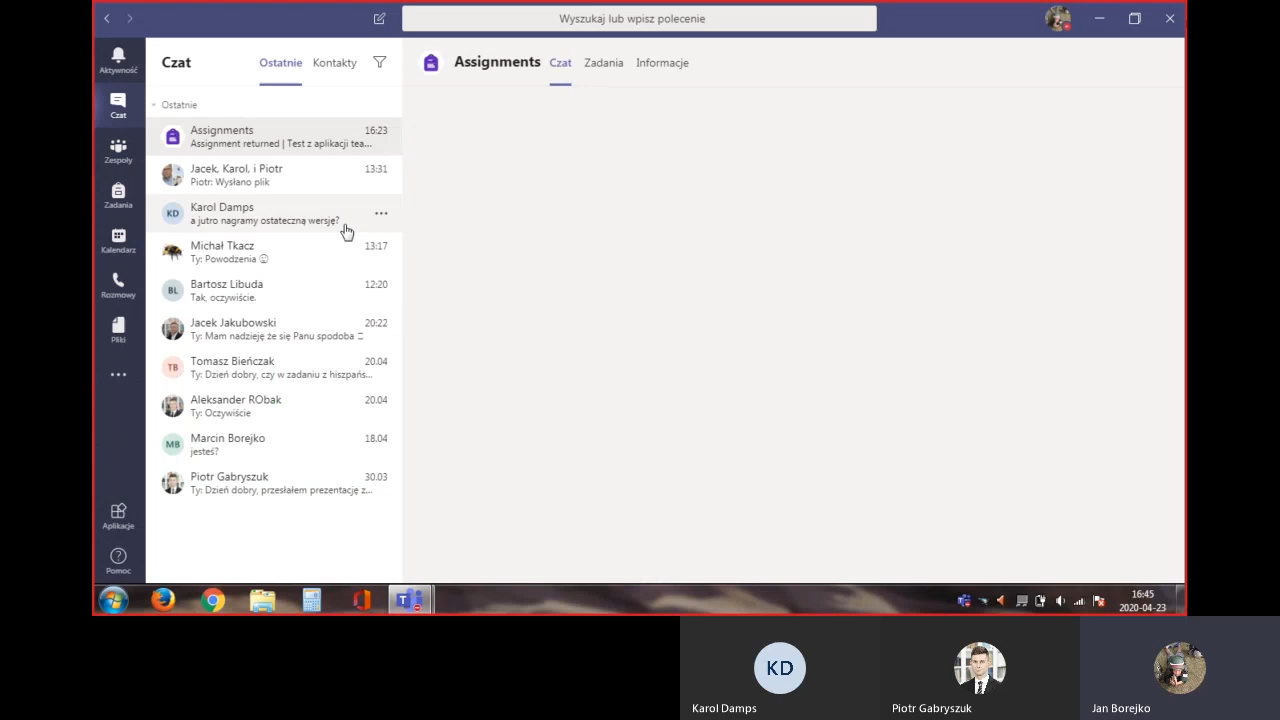 Wyszukaj lub wpisz polecenie
Aktywność
Czat
Zespoły
Zadania
Kalendarz
Rozmowy
Pliki
Aplikacje
Pomoc
Czat
Ostatnie
Kontakty
Ostatnie
Assignments 16:23
Assignment returned | Test z aplikacji tea...
Jacek, Karol, i Piotr 13:31
Piotr: Wysłano plik
KD
Karol Damps
a jutro nagramy ostateczną wersję?
Michał Tkacz 13:17
Ty: Powodzenia
BL
Bartosz Libuda 12:20
Tak, oczywiście.
Jacek Jakubowski 20:22
Ty: Mam nadzieję że się Panu spodoba
TB
Tomasz Bieńczak 20.04
Ty: Dzień dobry, czy w zadaniu z hiszpańs...
Aleksander RObak 20.04
Ty: Oczywiście
MB
Marcin Borejko 18.04
jesteś?
Piotr Gabryszuk 30.03
Ty: Dzień dobry, przesłałem prezentację z...
Assignments
Czat
Zadania
Informacje
16:45
2020-04-23
KD
Karol Damps
Piotr Gabryszuk
Jan Borejko